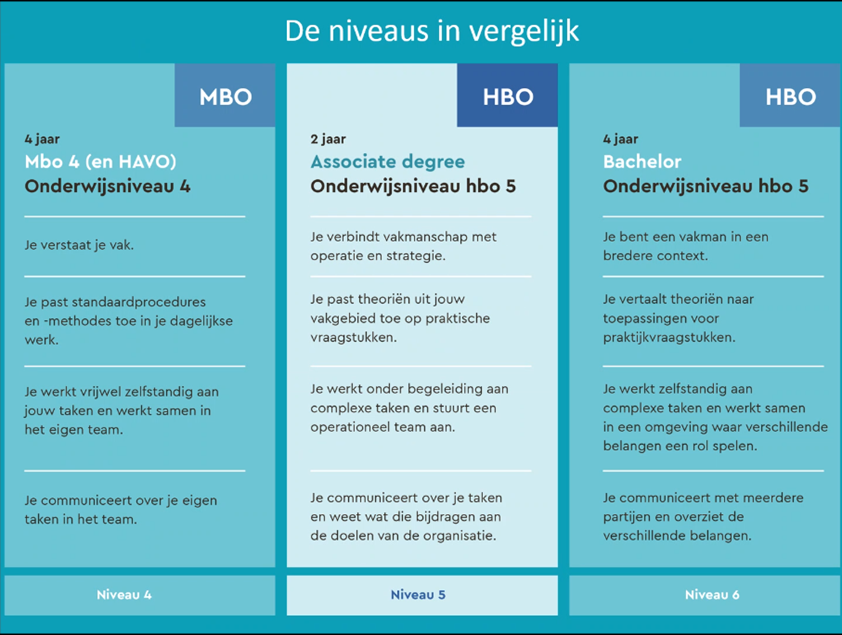 De niveaus in vergelijk
MBO
4 jaar
Mbo 4 (en HAVO)
Onderwijsniveau 4
Je verstaat je vak.
Je past standaardprocedures
en -methodes toe in je dagelijkse
werk.
Je werkt vrijwel zelfstandig aan
jouw taken en werkt samen in
het eigen team.
Je communiceert over je eigen
taken in het team.
Niveau 4
HBO
2 jaar
Associate degree
Onderwijsniveau hbo 5
Je verbindt vakmanschap met
operatie en strategie.
Je past theoriën uit jouw
vakgebied toe op praktische
vraagstukken.
Je werkt onder begeleiding aan
complexe taken en stuurt een
operationeel team aan.
Je communiceert over je taken
en weet wat die bijdragen aan
de doelen van de organisatie.
Niveau 5
HBO
4 jaar
Bachelor
Onderwijsniveau hbo 5
Je bent een vakman in een
bredere context.
Je vertaalt theoriën naar
toepassingen voor
praktijkvraagstukken.
Je werkt zelfstandig aan
complexe taken en werkt samen
in een omgeving waar verschillende
belangen een rol spelen.
Je communiceert met meerdere
partijen en overziet de
verschillende belangen.
Niveau 6